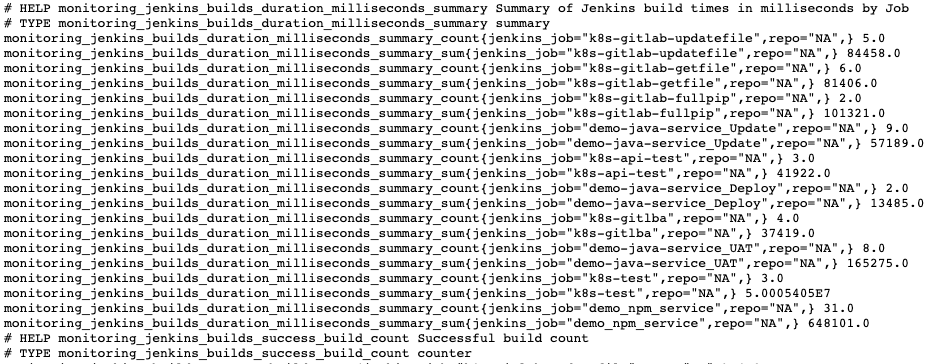 # HELP monitoring_jenkins_builds_duration_milliseconds_summary Summary of Jenkins build times in milliseconds by Job
# TYPE monitoring_jenkins_builds_duration_milliseconds_summary summary
monitoring_jenkins_builds_duration_milliseconds_summary_count{jenkins_job="k8s-gitlab-updatefile",repo="NA",} 5.0
monitoring_jenkins_builds_duration_milliseconds_summary_sum{jenkins_job="k8s-gitlab-updatefile",repo="NA",} 84458.0
monitoring_jenkins_builds_duration_milliseconds_summary_count{jenkins_job="k8s-gitlab-getfile",repo="NA",} 6.0
monitoring_jenkins_builds_duration_milliseconds_summary_sum{jenkins_job="k8s-gitlab-getfile",repo="NA",} 81406.0
monitoring_jenkins_builds_duration_milliseconds_summary_count{jenkins_job="k8s-gitlab-fullpip",repo="NA",} 2.0
monitoring_jenkins_builds_duration_milliseconds_summary_sum{jenkins_job="k8s-gitlab-fullpip",repo="NA",} 101321.0
monitoring_jenkins_builds_duration_milliseconds_summary_count{jenkins_job="demo-java-service_Update",repo="NA",} 9.0
monitoring_jenkins_builds_duration_milliseconds_summary_sum{jenkins_job="demo-java-service_Update",repo="NA",} 57189.0
monitoring_jenkins_builds_duration_milliseconds_summary_count{jenkins_job="k8s-api-test",repo="NA",} 3.0
monitoring_jenkins_builds_duration_milliseconds_summary_sum{jenkins_job="k8s-api-test",repo="NA",} 41922.0
monitoring_jenkins_builds_duration_milliseconds_summary_count{jenkins_job="demo-java-service_Deploy",repo="NA",} 2.0
monitoring_jenkins_builds_duration_milliseconds_summary_sum{jenkins_job="demo-java-service_Deploy",repo="NA",} 13485.0
monitoring_jenkins_builds_duration_milliseconds_summary_count{jenkins_job="k8s-gitlba",repo="NA",} 4.0
monitoring_jenkins_builds_duration_milliseconds_summary_sum{jenkins_job="k8s-gitlba",repo="NA",} 37419.0
monitoring_jenkins_builds_duration_milliseconds_summary_count{jenkins_job="demo-java-service_UAT",repo="NA",} 8.0
monitoring_jenkins_builds_duration_milliseconds_summary_sum{jenkins_job="demo-java-service_UAT",repo="NA",} 165275.0
monitoring_jenkins_builds_duration_milliseconds_summary_count{jenkins_job="k8s-test",repo="NA",} 3.0
monitoring_jenkins_builds_duration_milliseconds_summary_sum{jenkins_job="k8s-test",repo="NA",} 5.0005405E7
monitoring_jenkins_builds_duration_milliseconds_summary_count{jenkins_job="demo_npm_service",repo="NA",} 31.0
monitoring_jenkins_builds_duration_milliseconds_summary_sum{jenkins_job="demo_npm_service",repo="NA",} 648101.0
# HELP monitoring_jenkins_builds_success_build_count Successful build count
# TYPE monitoring_jenkins_builds_success_build_count counter